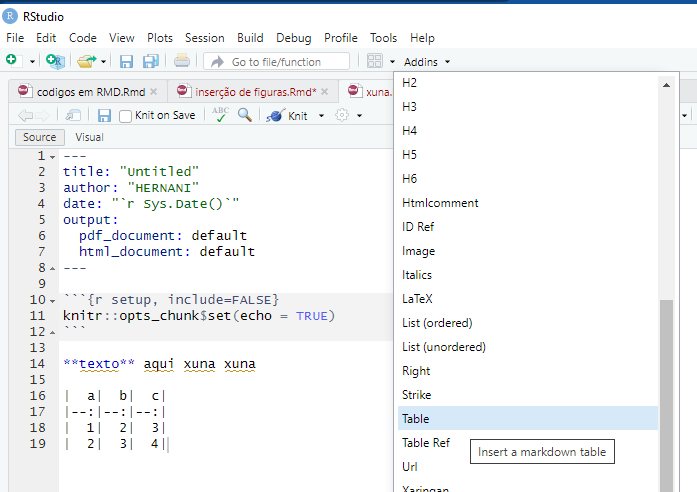 RStudio
File Edit Code View Plots Session Build Debug Profile Tools Help
Go to file/function Addins
codigos em RMD.Rmd inserção de figuras.Rmd* xuna.
Knit on Save ABC Knit
Source Visual
1 ---
2 title: "Untitled"
3 author: "HERNANI"
4 date: "`r Sys.Date()`"
5 output:
6 pdf_document: default
7 html_document: default
8 ---
9
10 ```{r setup, include=FALSE}
11 knitr::opts_chunk$set(echo = TRUE)
12 ```
13
14 **texto** aqui xuna xuna
15
16 | a| b| c|
17 |--:|--:|--:|
18 | 1| 2| 3|
19 | 2| 3| 4|
H2
H3
H4
H5
H6
Htmlcomment
ID Ref
Image
Italics
LaTeX
List (ordered)
List (unordered)
Right
Strike
Table
Table Ref
Insert a markdown table
Url
Xaringan